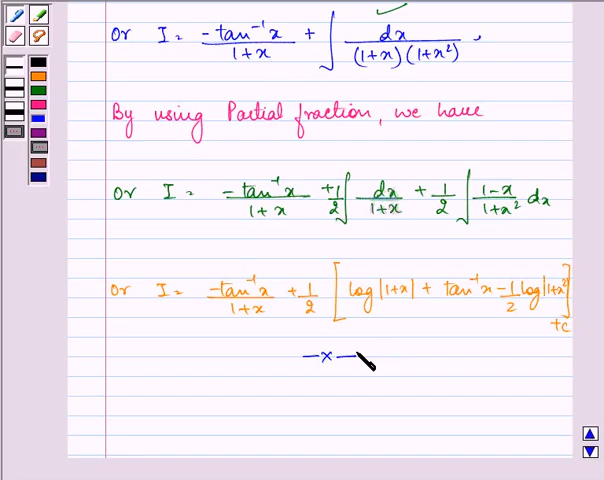 Or I = -tan⁻¹x/(1+x) + ∫ dx/((1+x)(1+x²)) .
By using Partial fraction, we have
Or I = -tan⁻¹x/(1+x) + 1/2 ∫ dx/(1+x) + 1/2 ∫ (1-x)/(1+x²) dx
Or I = -tan⁻¹x/(1+x) + 1/2 [ log|1+x| + tan⁻¹x - 1/2 log|1+x²| ]
+c
—x—